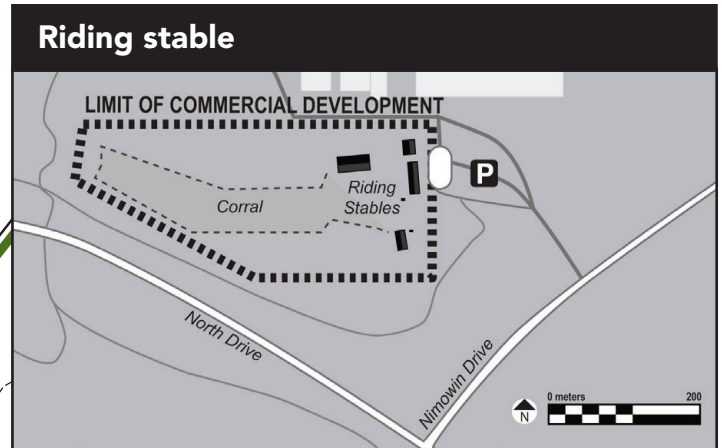 Riding stable
LIMIT OF COMMERCIAL DEVELOPMENT
P
Riding
Stables
Corral
North Drive
Nimowin Drive
N
0 meters 200